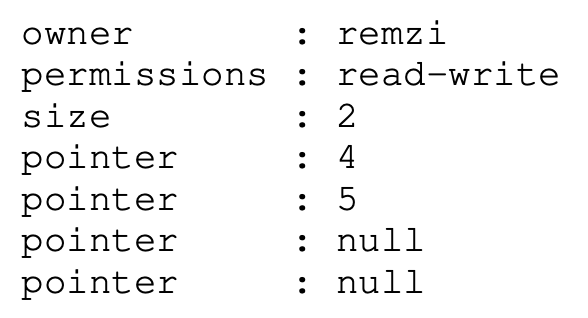 owner       : remzi
permissions : read-write
size        : 2
pointer     : 4
pointer     : 5
pointer     : null
pointer     : null